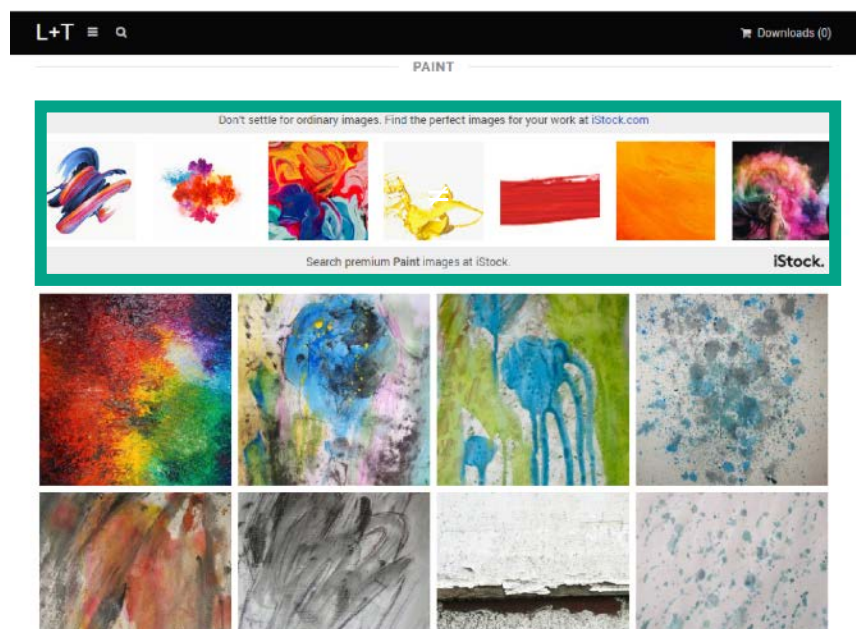 L+T
Downloads (0)
PAINT
Don't settle for ordinary images. Find the perfect images for your work at iStock.com
Search premium Paint images at iStock.
iStock.